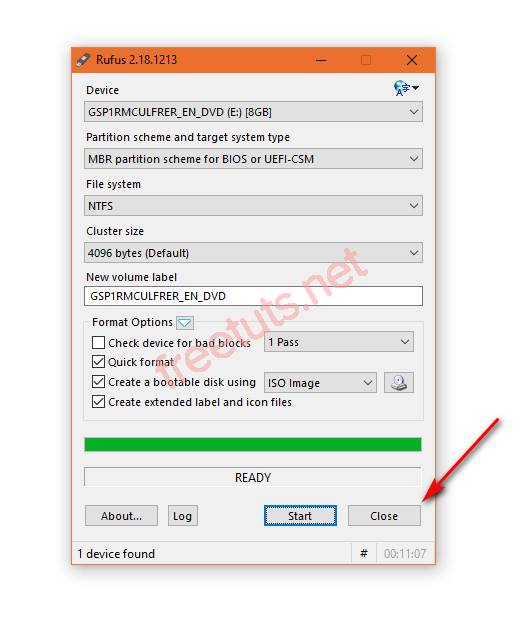 Rufus 2.18.1213
Device
GSP1RMCULFRER_EN_DVD (E:) [8GB]
Partition scheme and target system type
MBR partition scheme for BIOS or UEFI-CSM
File system
NTFS
Cluster size
4096 bytes (Default)
New volume label
GSP1RMCULFRER_EN_DVD
Format Options
Check device for bad blocks 1 Pass
Quick format
Create a bootable disk using ISO Image
Create extended label and icon files
freetuts.net
READY
About... Log Start Close
1 device found # 00:11:07